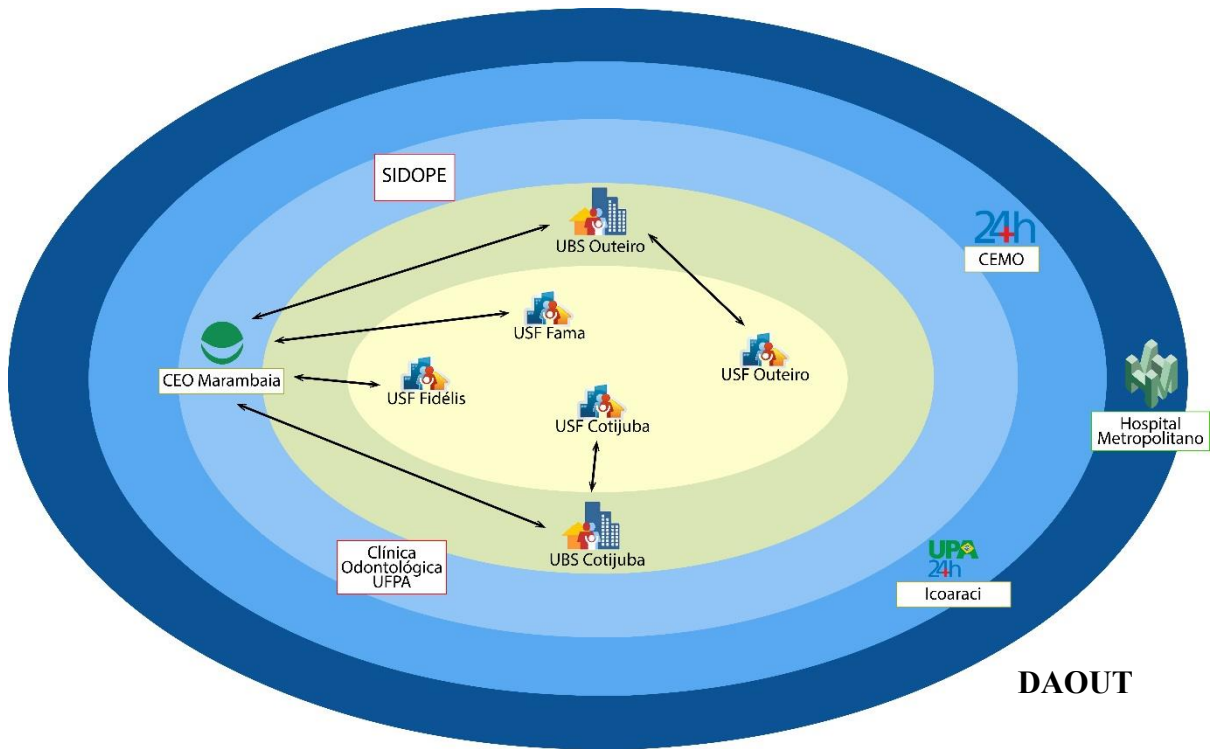 SIDOPE
UBS Outeiro
24h
CEMO
USF Fama
USF Outeiro
CEO Marambaia
USF Fidélis
USF Cotijuba
Hospital
Metropolitano
UBS Cotijuba
Clínica
Odontológica
UFPA
UPA
24h
Icoaraci
DAOUT